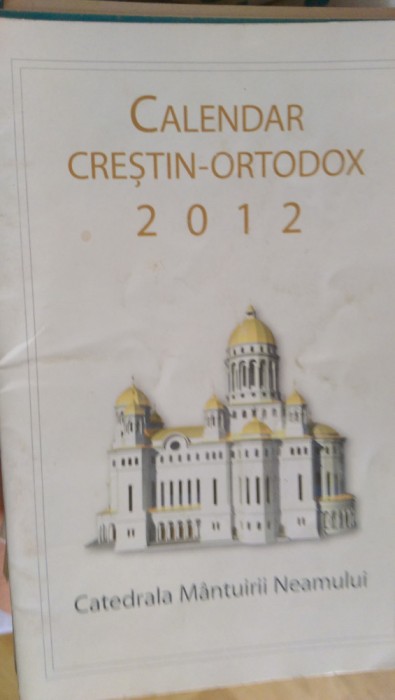 CALENDAR
CREȘTIN-ORTODOX
2012
Catedrala Mântuirii Neamului